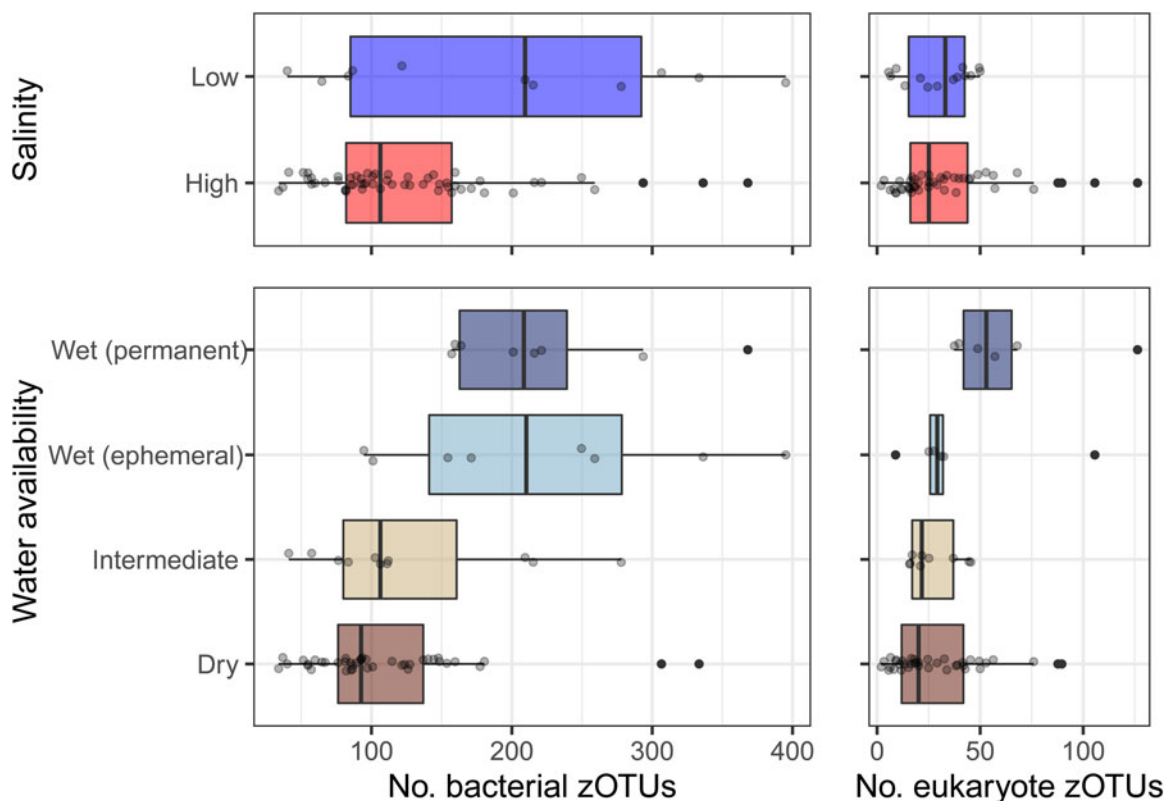 Salinity
Low
High
Water availability
Wet (permanent)
Wet (ephemeral)
Intermediate
Dry
100 200 300 400
0 50 100
No. bacterial zOTUs
No. eukaryote zOTUs